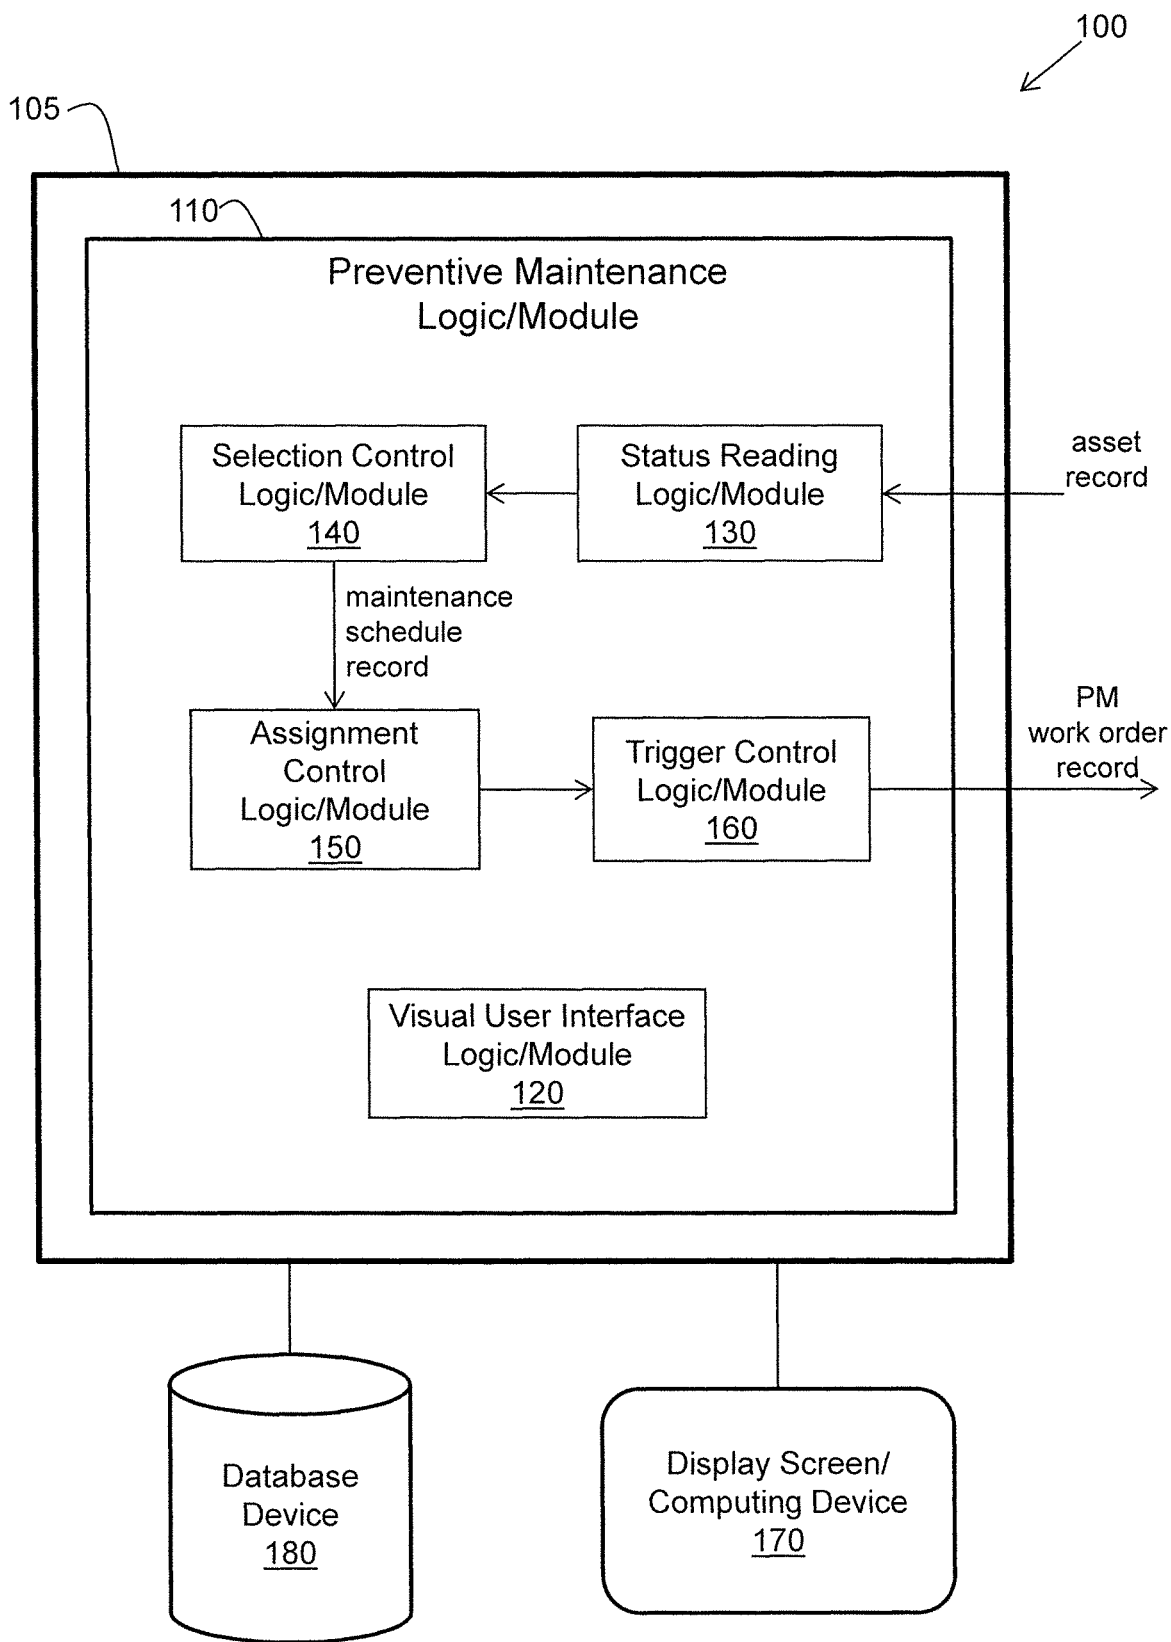 100
105
110
Preventive Maintenance
Logic/Module
Selection Control
Logic/Module
140
Status Reading
Logic/Module
130
asset
record
maintenance
schedule
record
Assignment
Control
Logic/Module
150
Trigger Control
Logic/Module
160
PM
work order
record
Visual User Interface
Logic/Module
120
Database
Device
180
Display Screen/
Computing Device
170